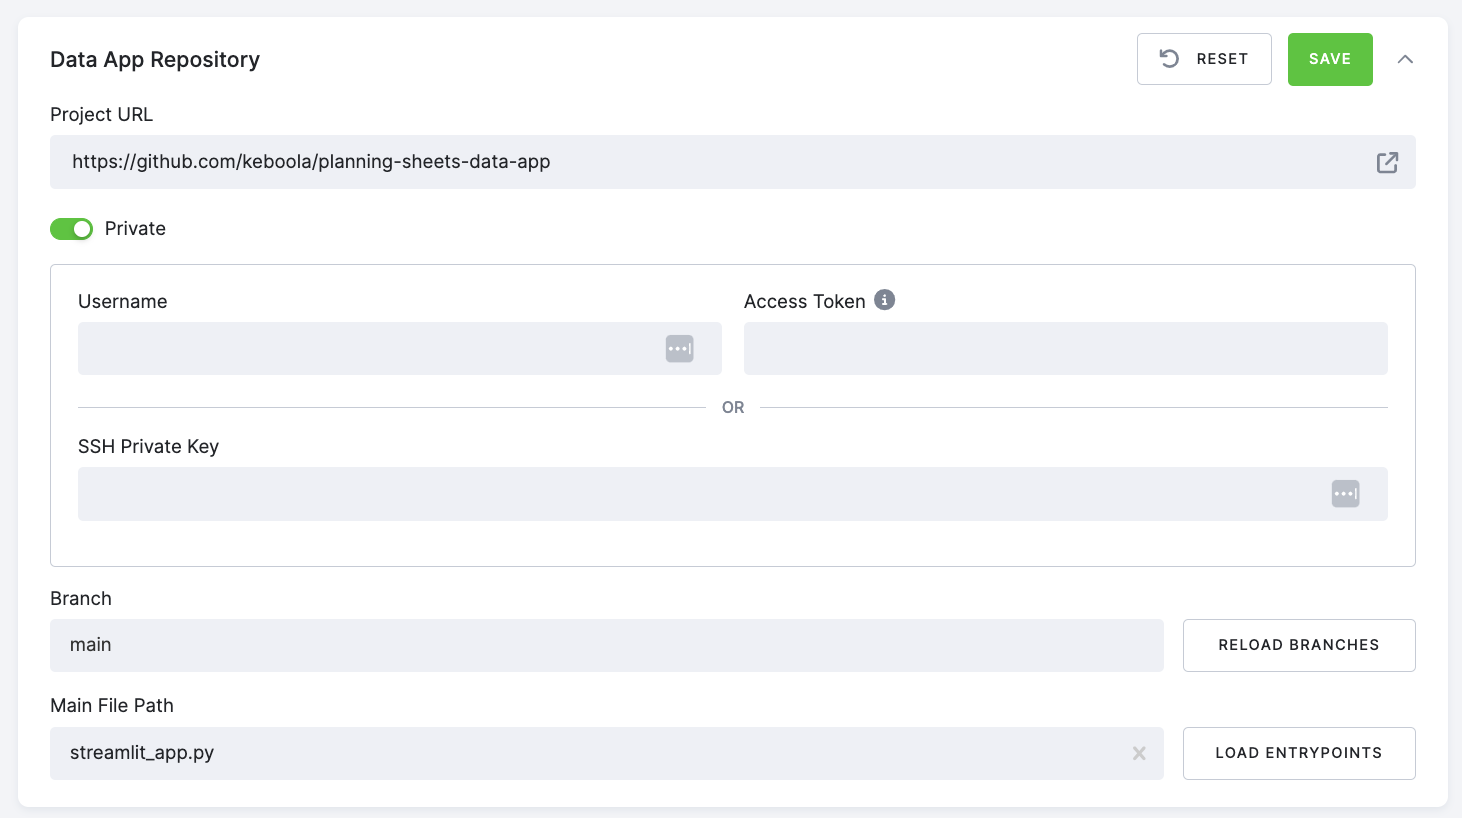 Data App Repository
RESET
SAVE
Project URL
https://github.com/keboola/planning-sheets-data-app
Private
Username
Access Token
OR
SSH Private Key
Branch
main
RELOAD BRANCHES
Main File Path
streamlit_app.py
LOAD ENTRYPOINTS